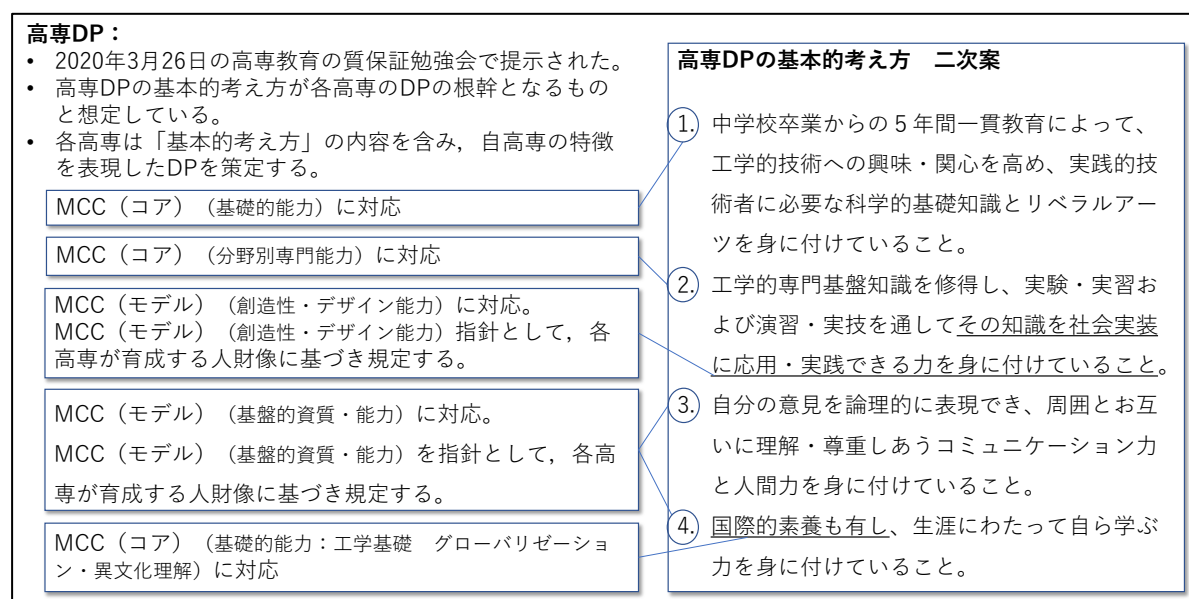 高専DP：
• 2020年3月26日の高専教育の質保証勉強会で提示された。
• 高専DPの基本的考え方が各高専のDPの根幹となるもの
と想定している。
• 各高専は「基本的考え方」の内容を含み，自高専の特徴
を表現したDPを策定する。
MCC（コア）（基礎的能力）に対応
MCC（コア）（分野別専門能力）に対応
MCC（モデル）（創造性・デザイン能力）に対応。
MCC（モデル）（創造性・デザイン能力）指針として，各
高専が育成する人財像に基づき規定する。
MCC（モデル）（基盤的資質・能力）に対応。
MCC（モデル）（基盤的資質・能力）を指針として，各高
専が育成する人財像に基づき規定する。
MCC（コア）（基礎的能力：工学基礎　グローバリゼーショ
ン・異文化理解）に対応
高専DPの基本的考え方　二次案
1. 中学校卒業からの５年間一貫教育によって、
工学的技術への興味・関心を高め、実践的技
術者に必要な科学的基礎知識とリベラルアー
ツを身に付けていること。
2. 工学的専門基盤知識を修得し、実験・実習お
よび演習・実技を通してその知識を社会実装
に応用・実践できる力を身に付けていること。
3. 自分の意見を論理的に表現でき、周囲とお互
いに理解・尊重しあうコミュニケーション力
と人間力を身に付けていること。
4. 国際的素養も有し、生涯にわたって自ら学ぶ
力を身に付けていること。